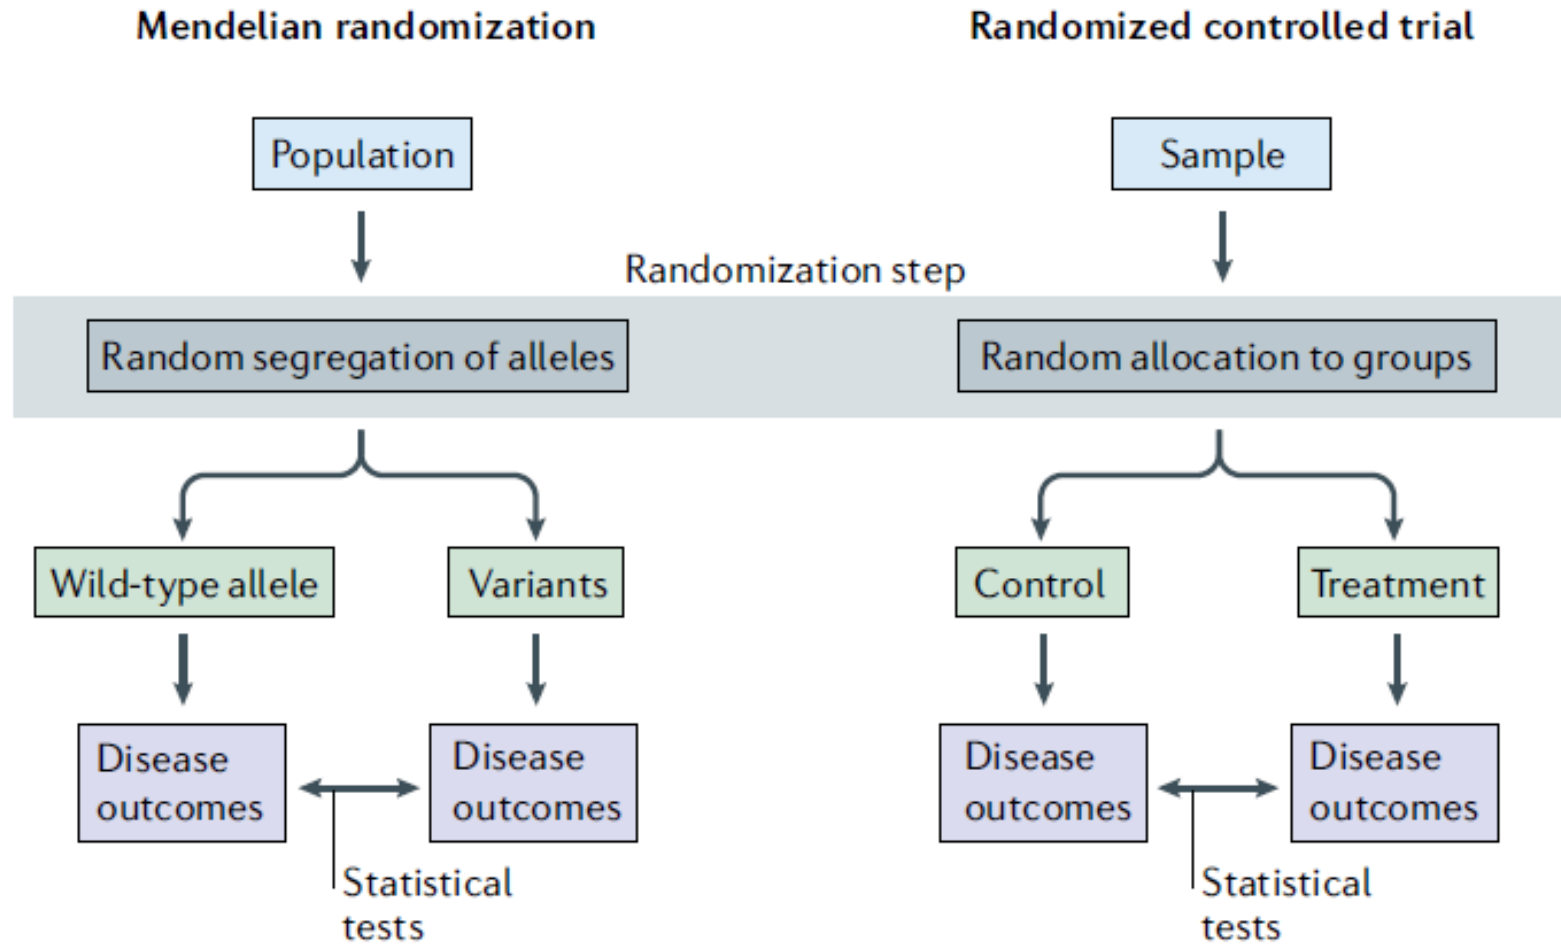 Mendelian randomization
Randomized controlled trial
Population
Sample
Randomization step
Random segregation of alleles
Random allocation to groups
Wild-type allele
Variants
Control
Treatment
Disease
outcomes
Disease
outcomes
Disease
outcomes
Disease
outcomes
Statistical
tests
Statistical
tests